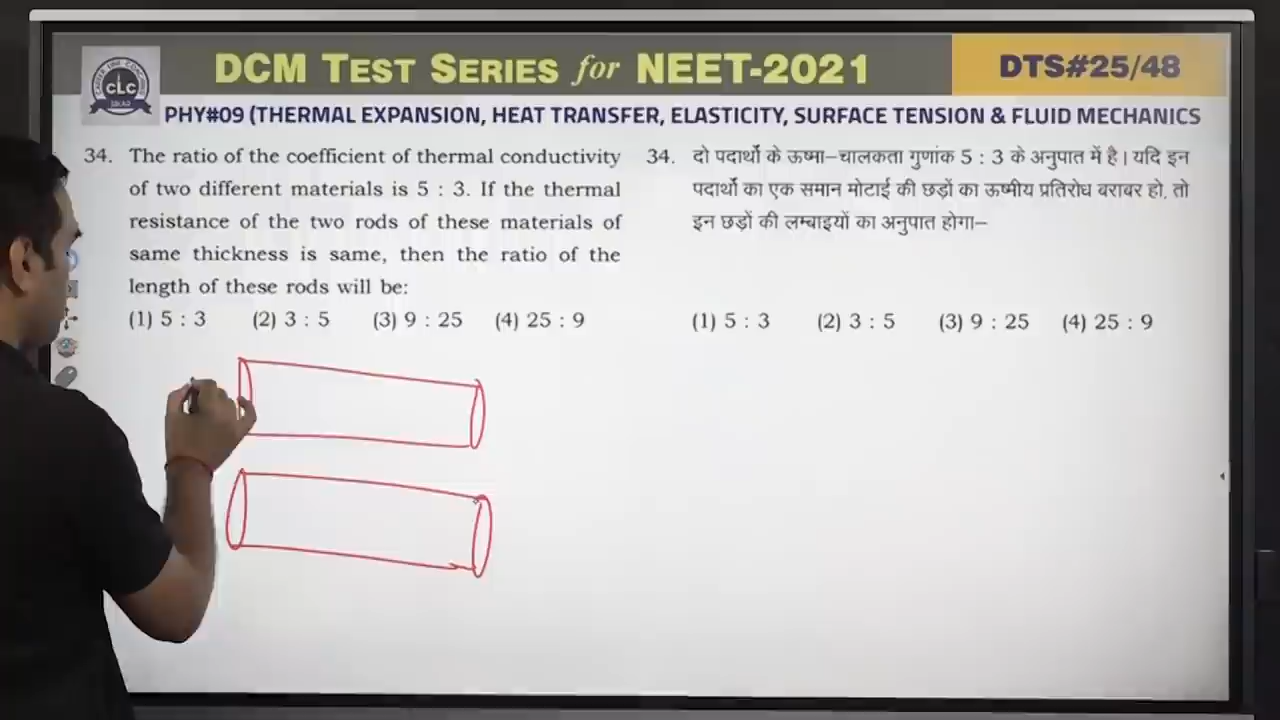 DCM TEST SERIES for NEET-2021
DTS#25/48
CLC
SIKAR
PHY#09 (THERMAL EXPANSION, HEAT TRANSFER, ELASTICITY, SURFACE TENSION & FLUID MECHANICS
34. The ratio of the coefficient of thermal conductivity
of two different materials is 5 : 3. If the thermal
resistance of the two rods of these materials of
same thickness is same, then the ratio of the
length of these rods will be:
(1) 5 : 3 (2) 3 : 5 (3) 9 : 25 (4) 25 : 9
34. दो पदार्थों के ऊष्मा–चालकता गुणांक 5 : 3 के अनुपात में है। यदि इन
पदार्थों का एक समान मोटाई की छड़ों का ऊष्मीय प्रतिरोध बराबर हो, तो
इन छड़ों की लम्बाइयों का अनुपात होगा–
(1) 5 : 3 (2) 3 : 5 (3) 9 : 25 (4) 25 : 9